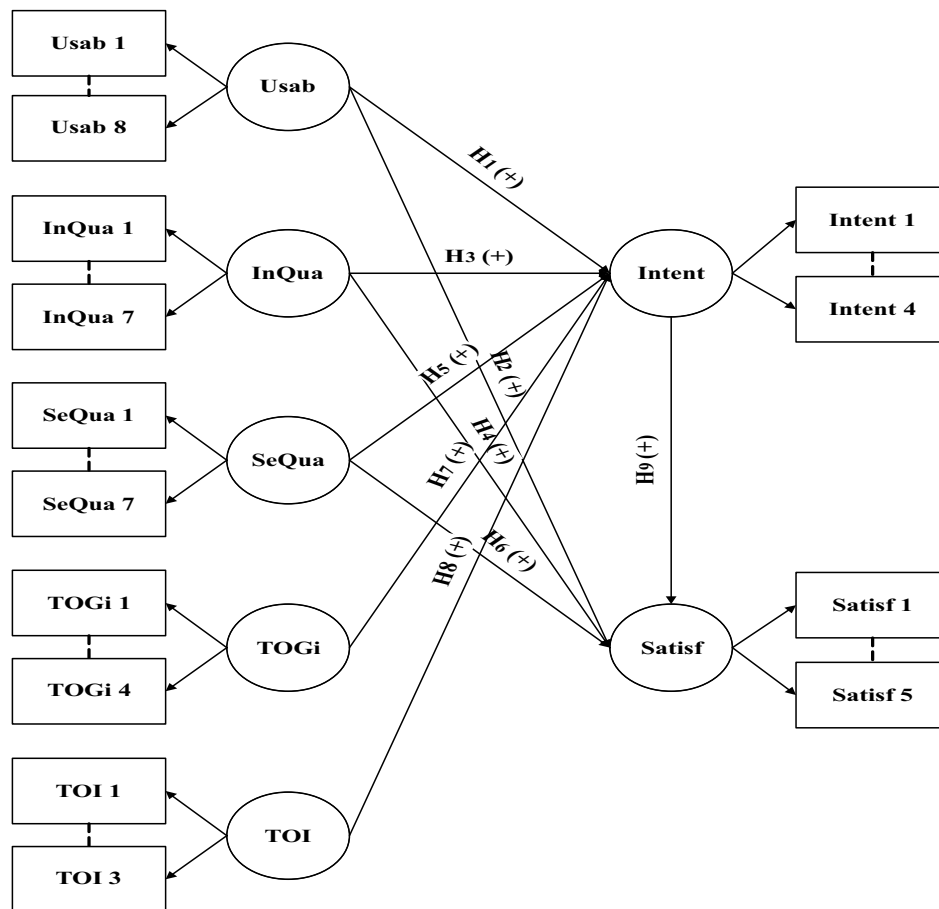 Usab 1
Usab 8
Usab
InQua 1
InQua 7
InQua
SeQua 1
SeQua 7
SeQua
TOGi 1
TOGi 4
TOGi
TOI 1
TOI 3
TOI
H1 (+)
H3 (+)
H5 (+)
H2 (+)
H4 (+)
H7 (+)
H6 (+)
H8 (+)
H9 (+)
Intent
Intent 1
Intent 4
Satisf
Satisf 1
Satisf 5